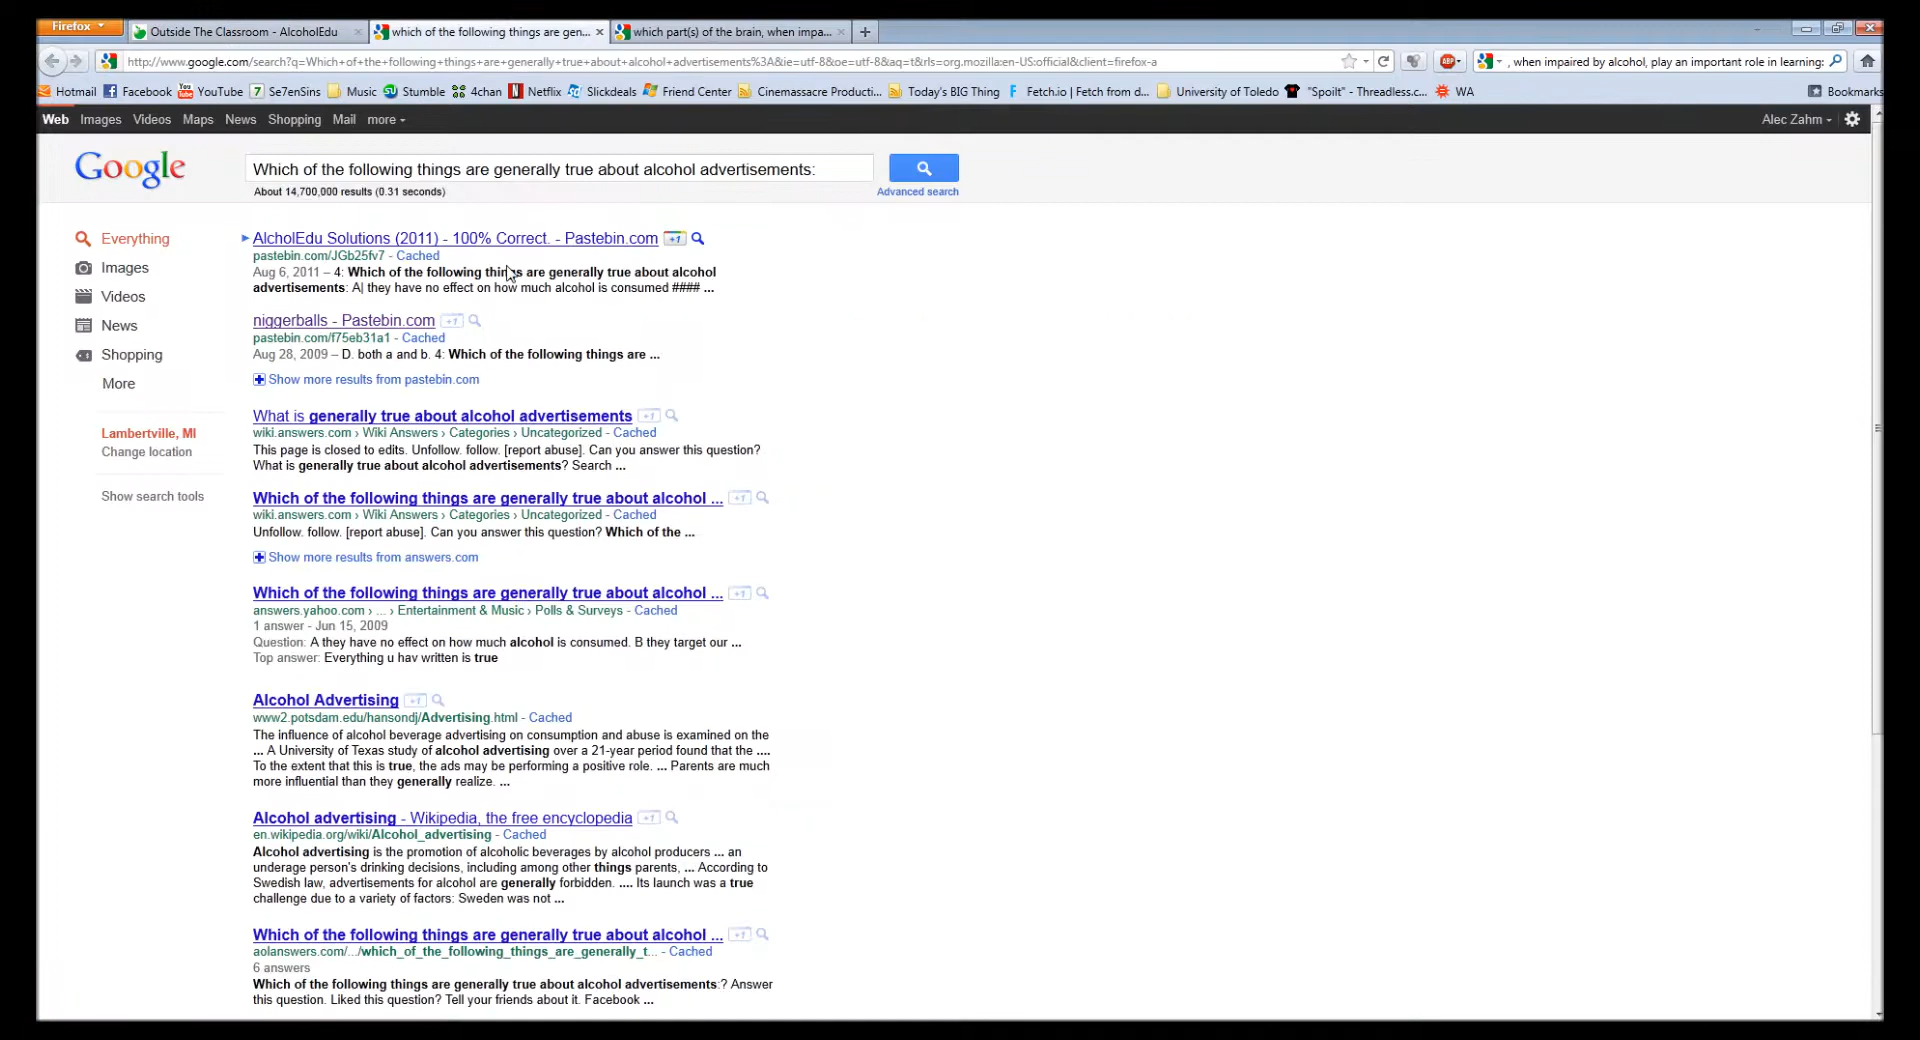 Firefox
Outside The Classroom - AlcoholEdu
which of the following things are gen...
which part(s) of the brain, when impa...
http://www.google.com/search?q=Which+of+the+following+things+are+generally+true+about+alcohol+advertisements%3A&ie=utf-8&oe=utf-8&aq=t&rls=org.mozilla:en-US:official&client=firefox-a
, when impaired by alcohol, play an important role in learning:
Hotmail Facebook YouTube Se7enSins Music Stumble 4chan Netflix Slickdeals Friend Center Cinemassacre Producti... Today's BIG Thing Fetch.io | Fetch from d... University of Toledo "Spoilt" - Threadless.c... WA Bookmarks
Web Images Videos Maps News Shopping Mail more
Alec Zahm
Google
Which of the following things are generally true about alcohol advertisements:
About 14,700,000 results (0.31 seconds)
Advanced search
Everything
Images
Videos
News
Shopping
More
Lambertville, MI
Change location
Show search tools
AlcholEdu Solutions (2011) - 100% Correct. - Pastebin.com +1
pastebin.com/JGb25fv7 - Cached
Aug 6, 2011 – 4: Which of the following things are generally true about alcohol
advertisements: A| they have no effect on how much alcohol is consumed #### ...
niggerballs - Pastebin.com +1
pastebin.com/f75eb31a1 - Cached
Aug 28, 2009 – D. both a and b. 4: Which of the following things are ...
Show more results from pastebin.com
What is generally true about alcohol advertisements +1
wiki.answers.com › Wiki Answers › Categories › Uncategorized - Cached
This page is closed to edits. Unfollow. follow. [report abuse]. Can you answer this question?
What is generally true about alcohol advertisements? Search ...
Which of the following things are generally true about alcohol ... +1
wiki.answers.com › Wiki Answers › Categories › Uncategorized - Cached
Unfollow. follow. [report abuse]. Can you answer this question? Which of the ...
Show more results from answers.com
Which of the following things are generally true about alcohol ... +1
answers.yahoo.com › ... › Entertainment & Music › Polls & Surveys - Cached
1 answer - Jun 15, 2009
Question: A they have no effect on how much alcohol is consumed. B they target our ...
Top answer: Everything u hav written is true
Alcohol Advertising +1
www2.potsdam.edu/hansondj/Advertising.html - Cached
The influence of alcohol beverage advertising on consumption and abuse is examined on the
... A University of Texas study of alcohol advertising over a 21-year period found that the ....
To the extent that this is true, the ads may be performing a positive role. ... Parents are much
more influential than they generally realize. ...
Alcohol advertising - Wikipedia, the free encyclopedia +1
en.wikipedia.org/wiki/Alcohol_advertising - Cached
Alcohol advertising is the promotion of alcoholic beverages by alcohol producers ... an
underage person's drinking decisions, including among other things parents, ... According to
Swedish law, advertisements for alcohol are generally forbidden. .... Its launch was a true
challenge due to a variety of factors: Sweden was not ...
Which of the following things are generally true about alcohol ... +1
aolanswers.com/.../which_of_the_following_things_are_generally_t... - Cached
6 answers
Which of the following things are generally true about alcohol advertisements:? Answer
this question. Liked this question? Tell your friends about it. Facebook ...